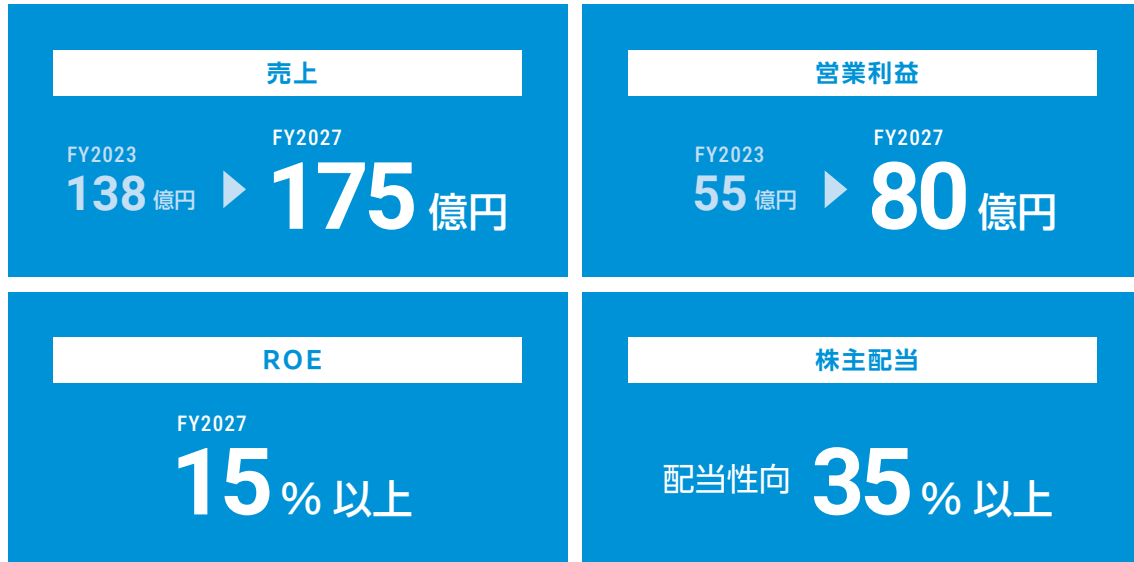 売上
FY2023
138 億円
FY2027
175 億円
営業利益
FY2023
55 億円
FY2027
80 億円
ROE
FY2027
15 % 以上
株主配当
配当性向 35 % 以上